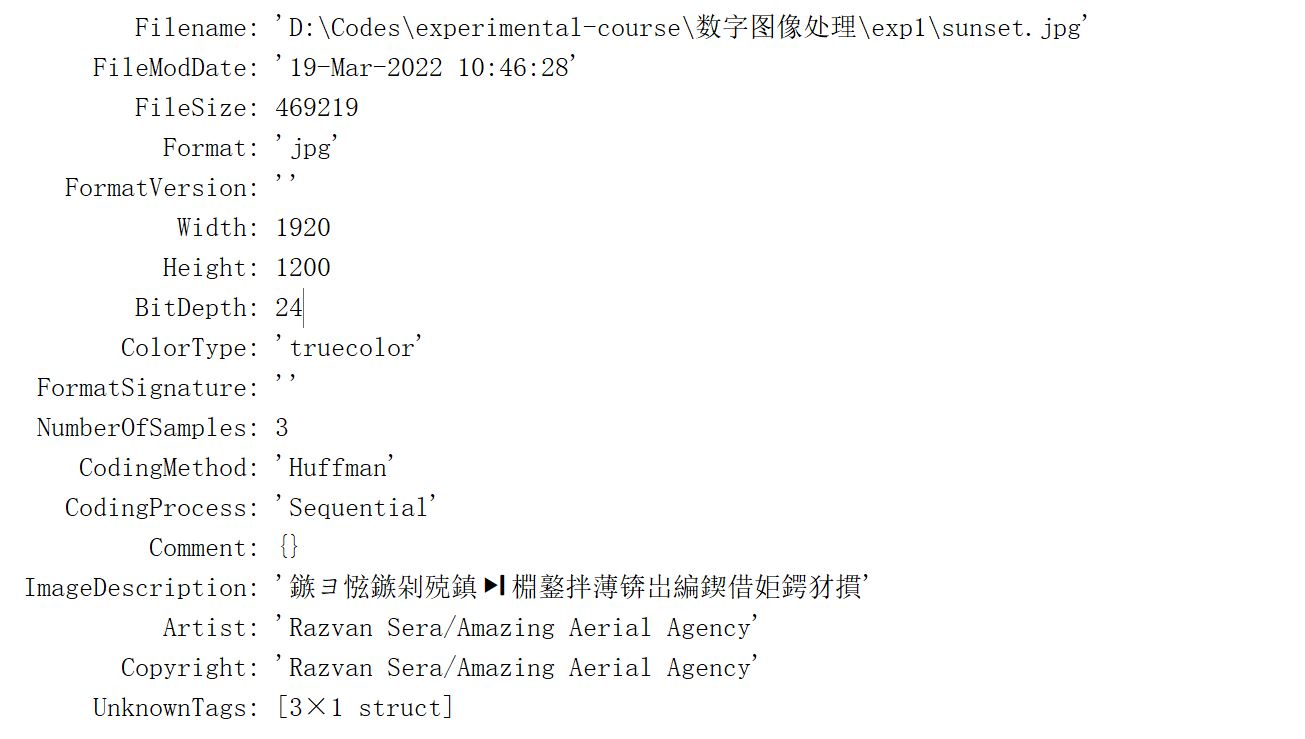 Filename: 'D:\Codes\experimental-course\数字图像处理\exp1\sunset.jpg'
FileModDate: '19-Mar-2022 10:46:28'
FileSize: 469219
Format: 'jpg'
FormatVersion: ''
Width: 1920
Height: 1200
BitDepth: 24
ColorType: 'truecolor'
FormatSignature: ''
NumberOfSamples: 3
CodingMethod: 'Huffman'
CodingProcess: 'Sequential'
Comment: {}
ImageDescription: '鏃ヨ惤鏃剁殑鎮⏯棩鐜拌薄锛岀編鍥借姖鍔犲摜'
Artist: 'Razvan Sera/Amazing Aerial Agency'
Copyright: 'Razvan Sera/Amazing Aerial Agency'
UnknownTags: [3×1 struct]